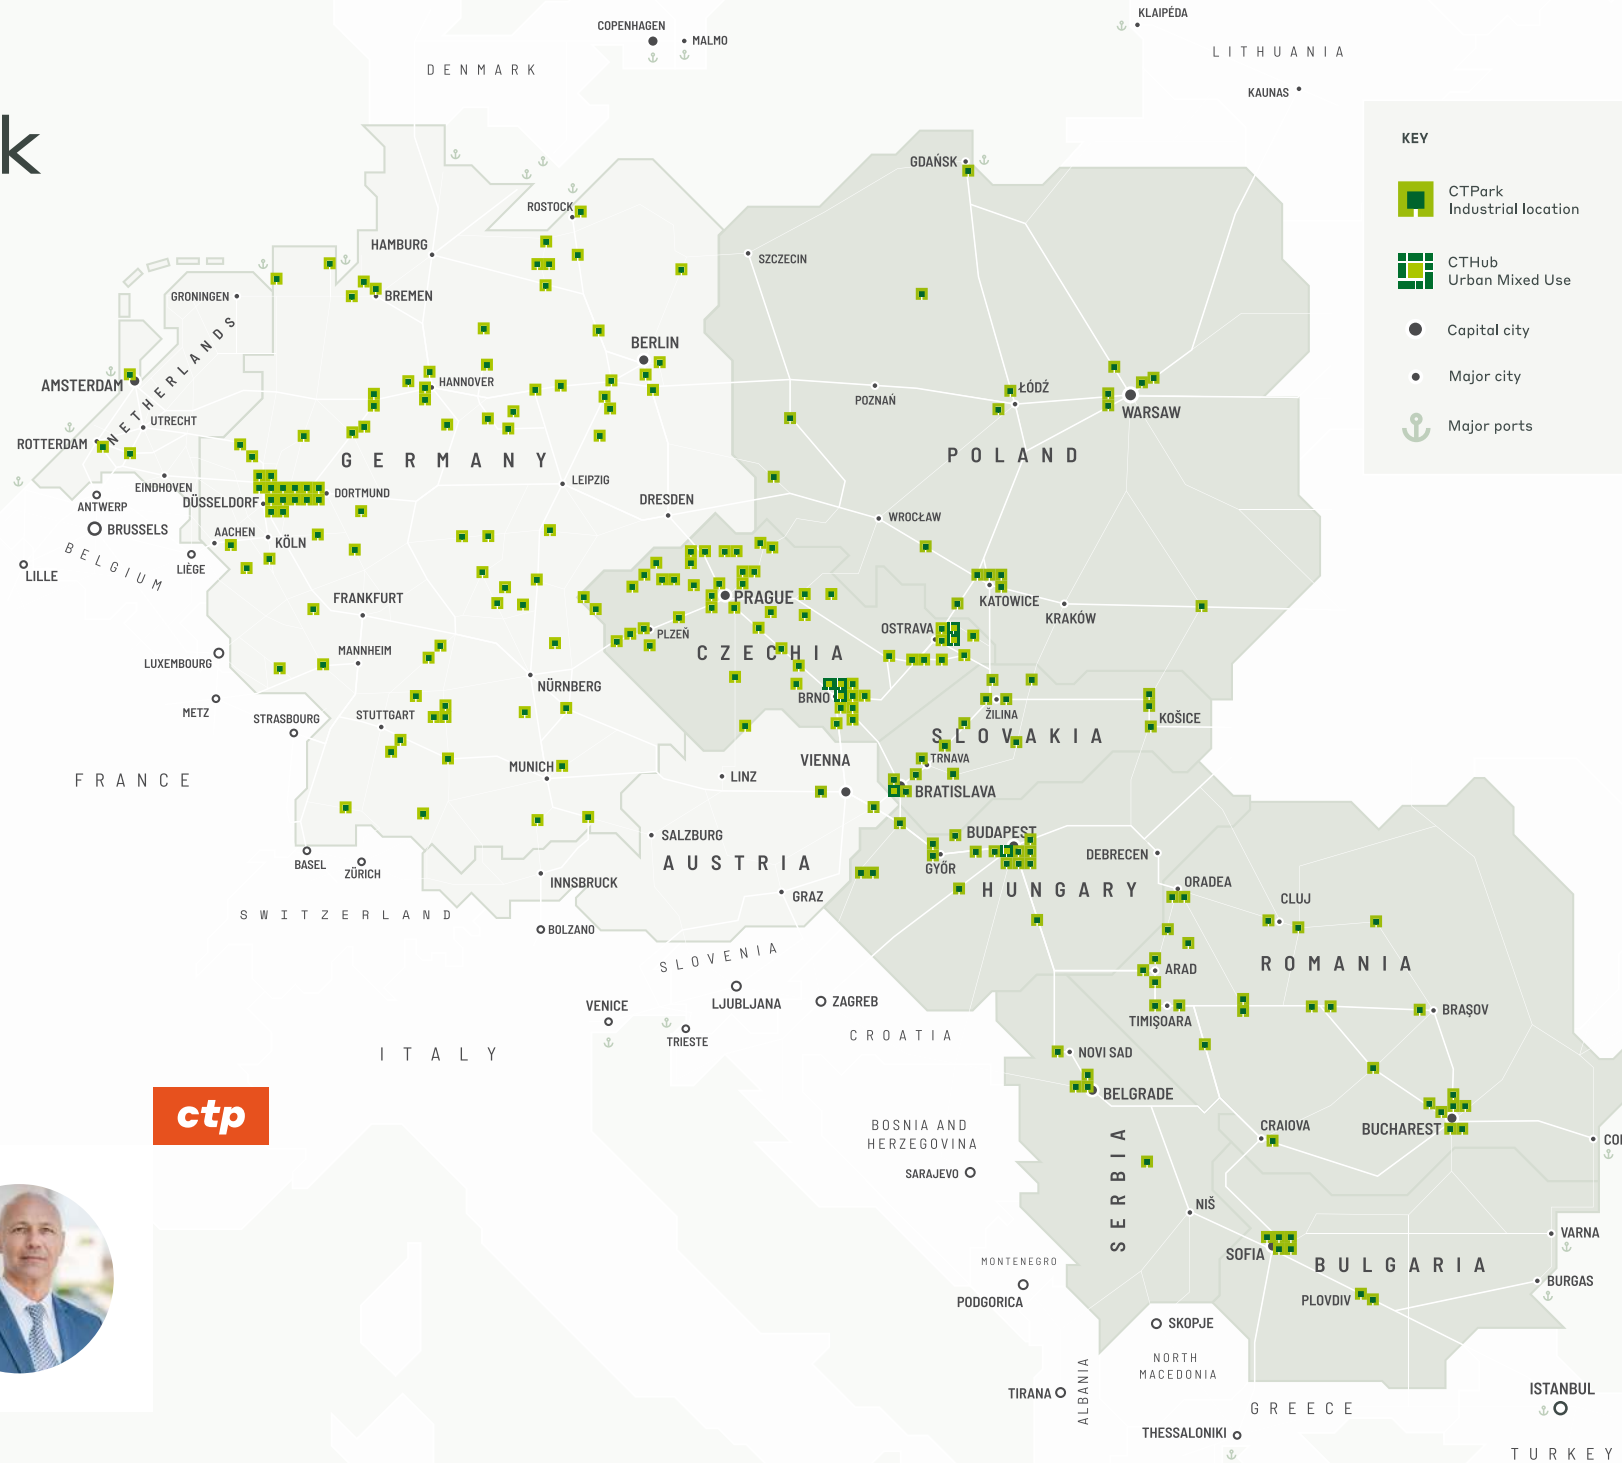 k
COPENHAGEN
MALMO
DENMARK
KLAIPĖDA
LITHUANIA
KAUNAS
KEY
CTPark
Industrial location
CTHub
Urban Mixed Use
Capital city
Major city
Major ports
GDAŃSK
ROSTOCK
HAMBURG
SZCZECIN
GRONINGEN
BREMEN
BERLIN
AMSTERDAM
NETHERLANDS
HANNOVER
POZNAŃ
ŁÓDŹ
WARSAW
UTRECHT
ROTTERDAM
GERMANY
POLAND
EINDHOVEN
DÜSSELDORF
DORTMUND
LEIPZIG
DRESDEN
ANTWERP
BRUSSELS
WROCŁAW
AACHEN
KÖLN
BELGIUM
LIÈGE
LILLE
FRANKFURT
PRAGUE
KATOWICE
KRAKÓW
OSTRAVA
PLZEŇ
CZECHIA
LUXEMBOURG
MANNHEIM
NÜRNBERG
BRNO
METZ
STRASBOURG
STUTTGART
ŽILINA
KOŠICE
SLOVAKIA
TRNAVA
VIENNA
FRANCE
MUNICH
LINZ
BRATISLAVA
SALZBURG
BUDAPEST
AUSTRIA
BASEL
ZÜRICH
GYŐR
DEBRECEN
INNSBRUCK
HUNGARY
ORADEA
GRAZ
CLUJ
SWITZERLAND
BOLZANO
SLOVENIA
ROMANIA
ARAD
LJUBLJANA
ZAGREB
VENICE
TRIESTE
CROATIA
TIMIŞOARA
BRAŞOV
ITALY
NOVI SAD
BELGRADE
ctp
BOSNIA AND
HERZEGOVINA
CRAIOVA
BUCHAREST
SARAJEVO
SERBIA
NIŠ
VARNA
SOFIA
BULGARIA
MONTENEGRO
BURGAS
PODGORICA
PLOVDIV
SKOPJE
NORTH
MACEDONIA
TIRANA
ALBANIA
ISTANBUL
GREECE
THESSALONIKI
TURKEY